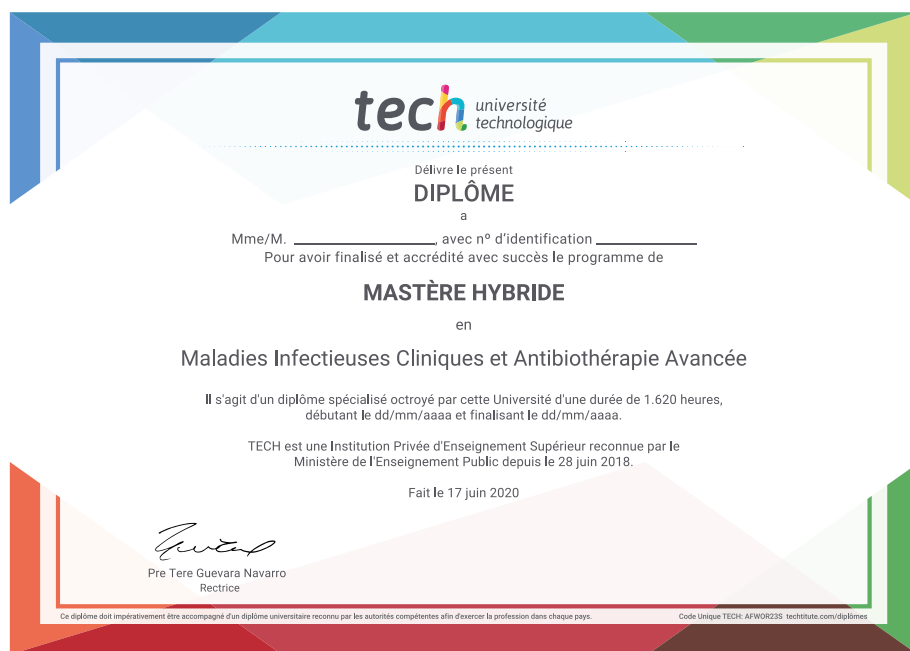 tech université
technologique
Délivre le présent
DIPLÔME
a
Mme/M. ____________________, avec nº d'identification ______________
Pour avoir finalisé et accrédité avec succès le programme de
MASTÈRE HYBRIDE
en
Maladies Infectieuses Cliniques et Antibiothérapie Avancée
Il s'agit d'un diplôme spécialisé octroyé par cette Université d'une durée de 1.620 heures,
débutant le dd/mm/aaaa et finalisant le dd/mm/aaaa.
TECH est une Institution Privée d'Enseignement Supérieur reconnue par le
Ministère de l'Enseignement Public depuis le 28 juin 2018.
Fait le 17 juin 2020
Pre Tere Guevara Navarro
Rectrice
Ce diplôme doit impérativement être accompagné d'un diplôme universitaire reconnu par les autorités compétentes afin d'exercer la profession dans chaque pays.
Code Unique TECH: AFWOR23S techtitute.com/diplômes